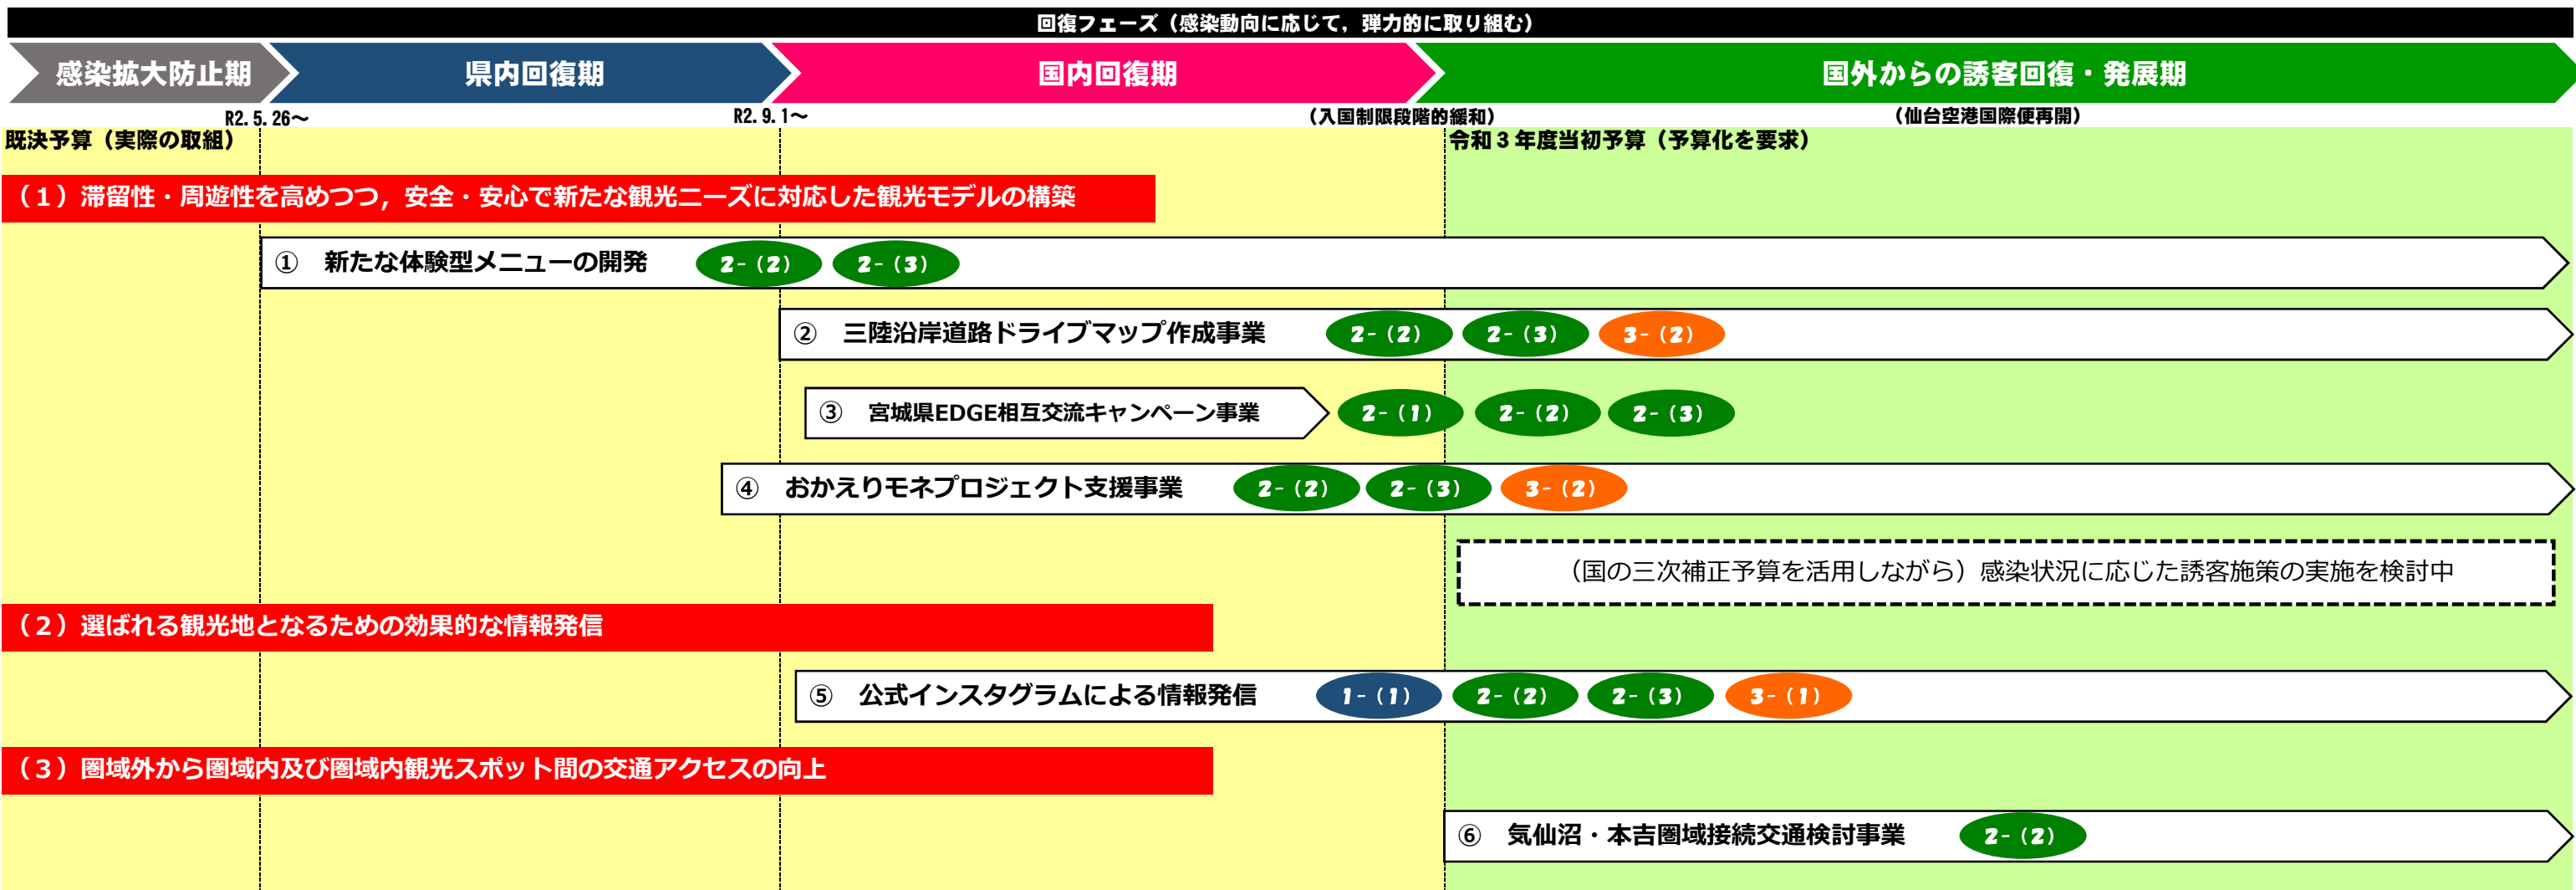 回復フェーズ（感染動向に応じて，弾力的に取り組む）
感染拡大防止期 県内回復期 国内回復期 国外からの誘客回復・発展期
R2.5.26～ R2.9.1～ （入国制限段階的緩和） （仙台空港国際便再開）
既決予算（実際の取組） 令和３年度当初予算（予算化を要求）
（１）滞留性・周遊性を高めつつ，安全・安心で新たな観光ニーズに対応した観光モデルの構築
① 新たな体験型メニューの開発 2-（2） 2-（3）
② 三陸沿岸道路ドライブマップ作成事業 2-（2） 2-（3） 3-（2）
③ 宮城県EDGE相互交流キャンペーン事業 2-（1） 2-（2） 2-（3）
④ おかえりモネプロジェクト支援事業 2-（2） 2-（3） 3-（2）
（国の三次補正予算を活用しながら）感染状況に応じた誘客施策の実施を検討中
（２）選ばれる観光地となるための効果的な情報発信
⑤ 公式インスタグラムによる情報発信 1-（1） 2-（2） 2-（3） 3-（1）
（３）圏域外から圏域内及び圏域内観光スポット間の交通アクセスの向上
⑥ 気仙沼・本吉圏域接続交通検討事業 2-（2）